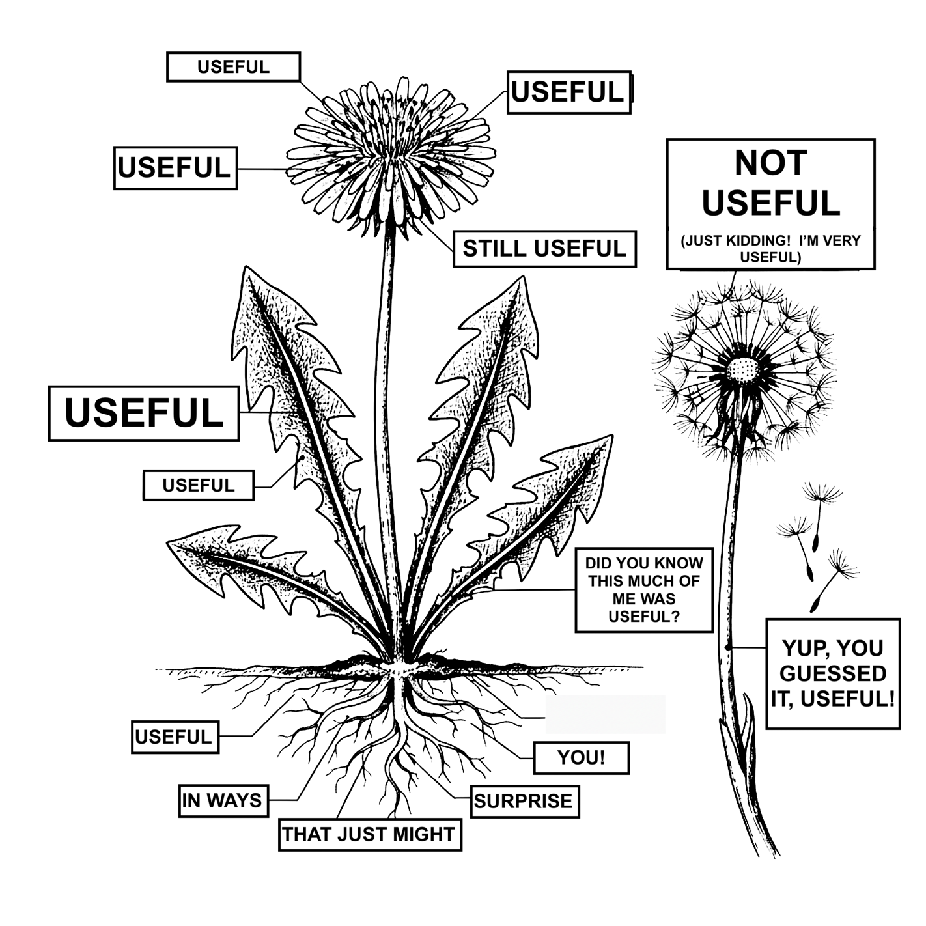 USEFUL
USEFUL
USEFUL
STILL USEFUL
NOT
USEFUL
(JUST KIDDING! I'M VERY
USEFUL)
USEFUL
USEFUL
DID YOU KNOW
THIS MUCH OF
ME WAS
USEFUL?
YUP, YOU
GUESSED
IT, USEFUL!
USEFUL
IN WAYS
THAT JUST MIGHT
SURPRISE
YOU!